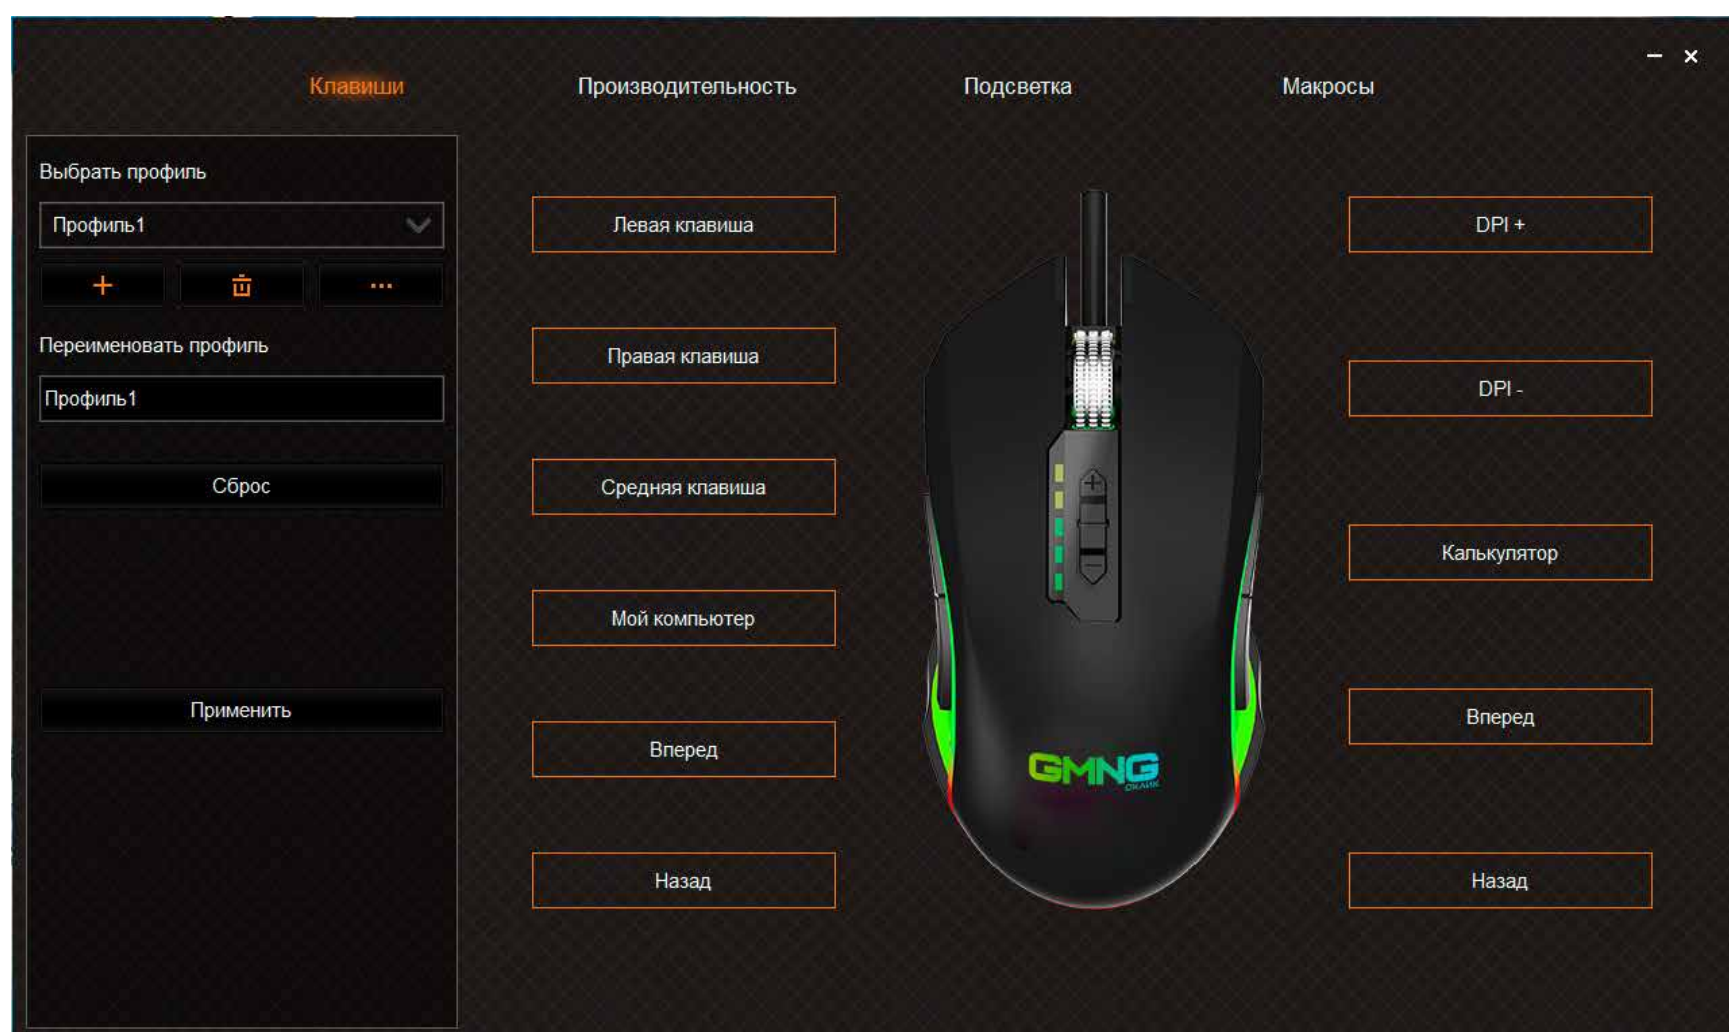 Клавиши
Производительность
Подсветка
Макросы
Выбрать профиль
Профиль1
Переименовать профиль
Профиль1
Сброс
Применить
Левая клавиша
Правая клавиша
Средняя клавиша
Мой компьютер
Вперед
Назад
GMNG
ОКЛИК
DPI +
DPI -
Калькулятор
Вперед
Назад